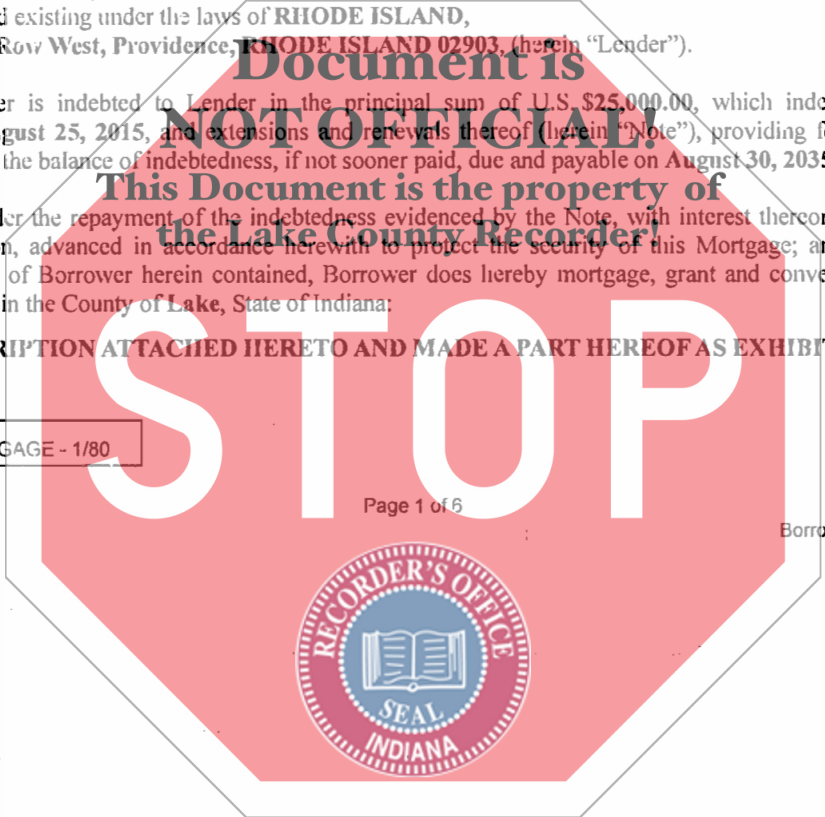 existing under the laws of RHODE ISLAND,
Row West, Providence, RHODE ISLAND 02903, (herein “Lender”).
Document is
er is indebted to Lender in the principal sum of U.S. $25,000.00, which inde
NOT OFFICIAL!
gust 25, 2015, and extensions and renewals thereof (herein “Note”), providing f
the balance of indebtedness, if not sooner paid, due and payable on August 30, 2035
This Document is the property of
er the repayment of the indebtedness evidenced by the Note, with interest thereon
the Lake County Recorder!
n, advanced in accordance herewith to protect the security of this Mortgage; a
of Borrower herein contained, Borrower does hereby mortgage, grant and conve
in the County of Lake, State of Indiana:
RIPTION ATTACHED HERETO AND MADE A PART HEREOF AS EXHIBIT
STOP
GAGE - 1/80
Page 1 of 6
Borro
RECORDER'S OFFICE
SEAL
INDIANA